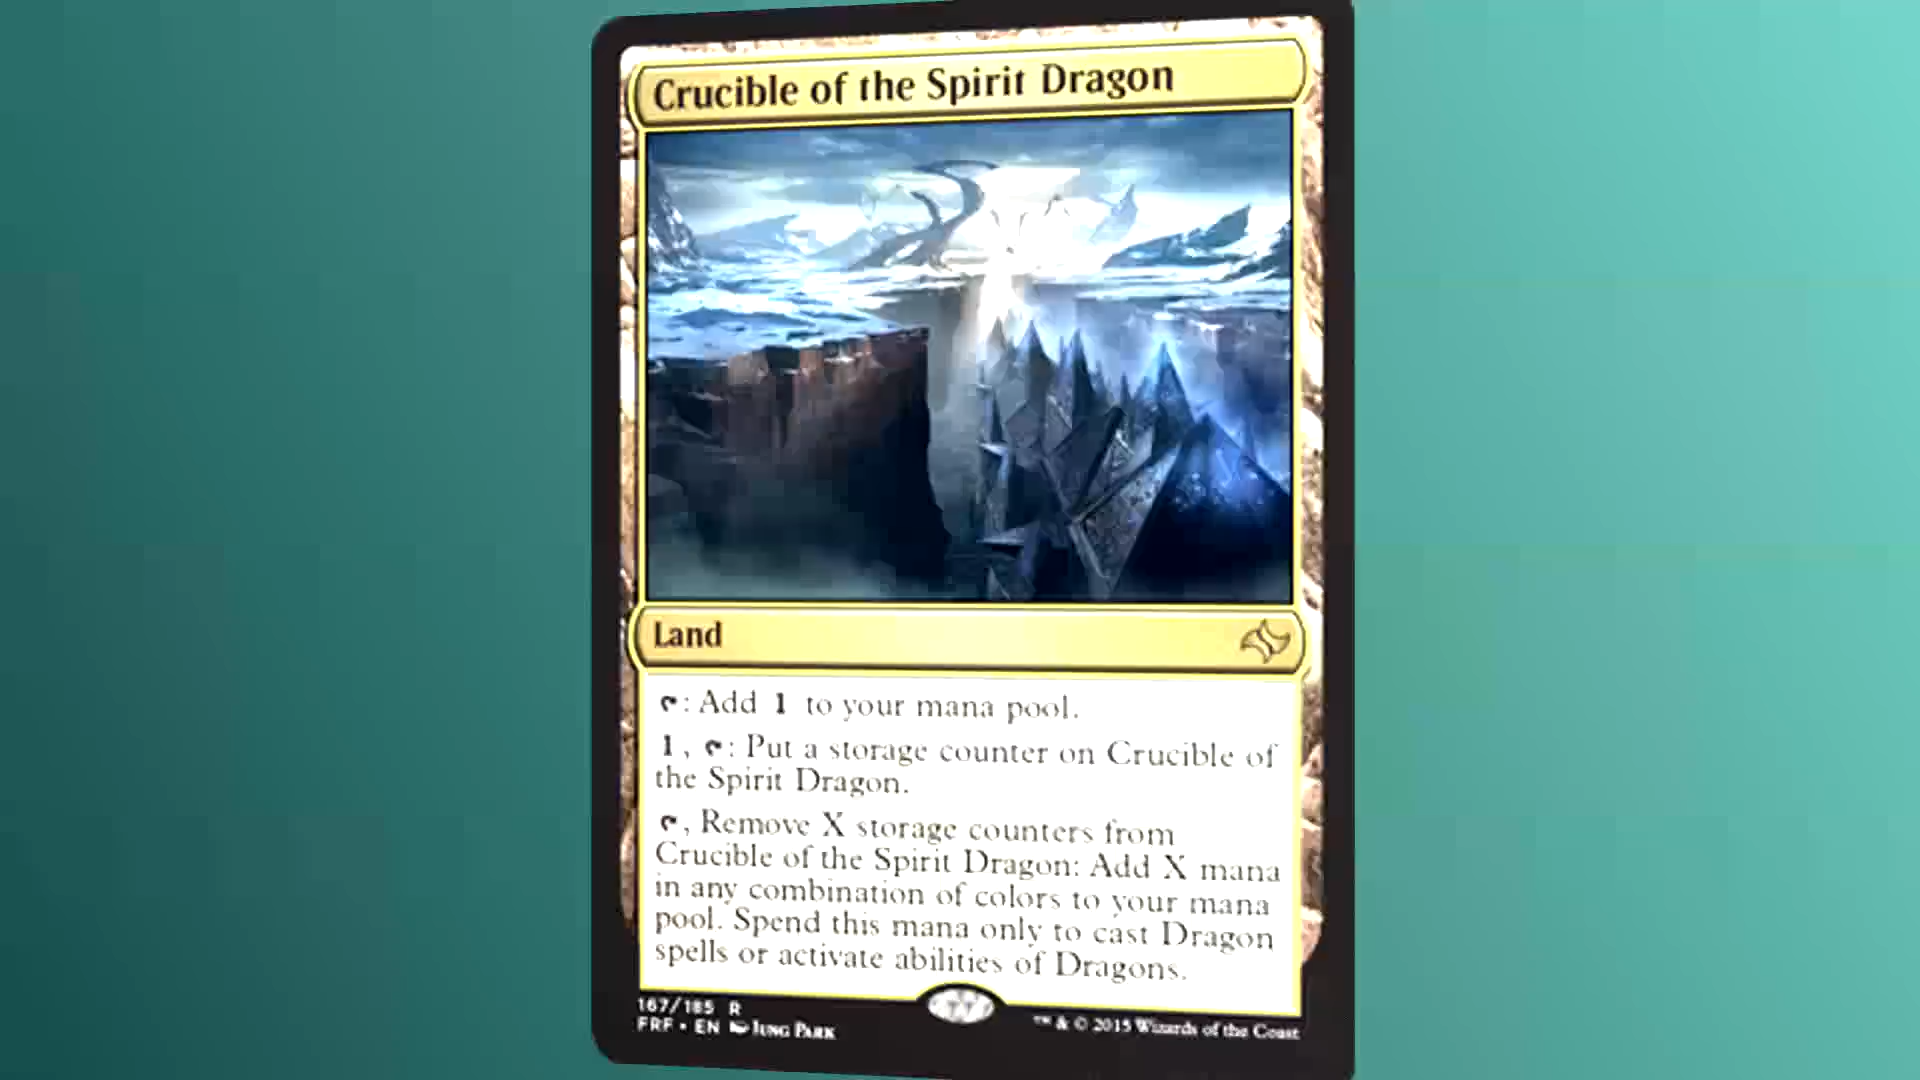 Crucible of the Spirit Dragon
Land
: Add 1 to your mana pool.
1, : Put a storage counter on Crucible of
the Spirit Dragon.
, Remove X storage counters from
Crucible of the Spirit Dragon: Add X mana
in any combination of colors to your mana
pool. Spend this mana only to cast Dragon
spells or activate abilities of Dragons.
167/185 R
FRF • EN Jung Park
™ & © 2015 Wizards of the Coast